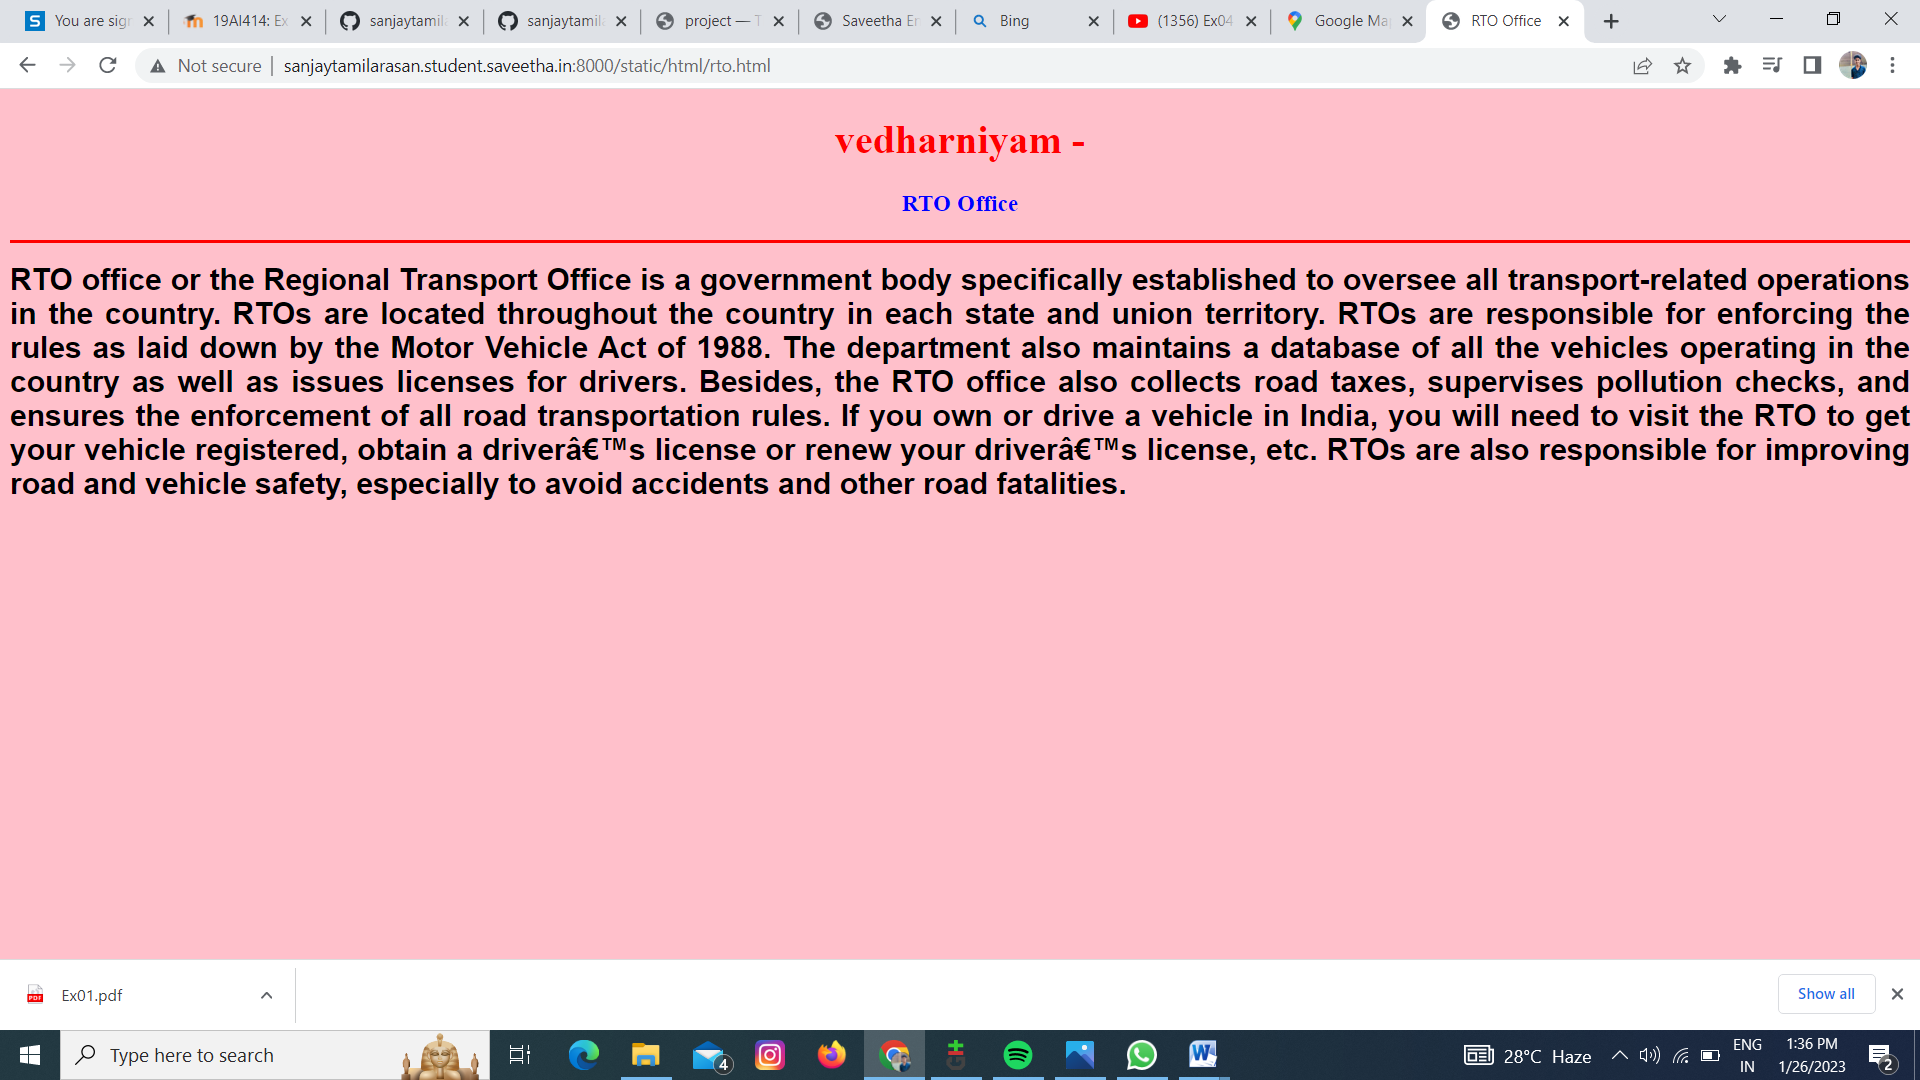 You are sign
19AI414: Ex
sanjaytamil
sanjaytamil
project — T
Saveetha En
Bing
(1356) Ex04
Google Ma
RTO Office
Not secure
sanjaytamilarasan.student.saveetha.in:8000/static/html/rto.html
vedharniyam -
RTO Office
RTO office or the Regional Transport Office is a government body specifically established to oversee all transport-related operations
in the country. RTOs are located throughout the country in each state and union territory. RTOs are responsible for enforcing the
rules as laid down by the Motor Vehicle Act of 1988. The department also maintains a database of all the vehicles operating in the
country as well as issues licenses for drivers. Besides, the RTO office also collects road taxes, supervises pollution checks, and
ensures the enforcement of all road transportation rules. If you own or drive a vehicle in India, you will need to visit the RTO to get
your vehicle registered, obtain a driverâ€™s license or renew your driverâ€™s license, etc. RTOs are also responsible for improving
road and vehicle safety, especially to avoid accidents and other road fatalities.
Ex01.pdf
Show all
Type here to search
4
28°C Haze
ENG
IN
1:36 PM
1/26/2023
2